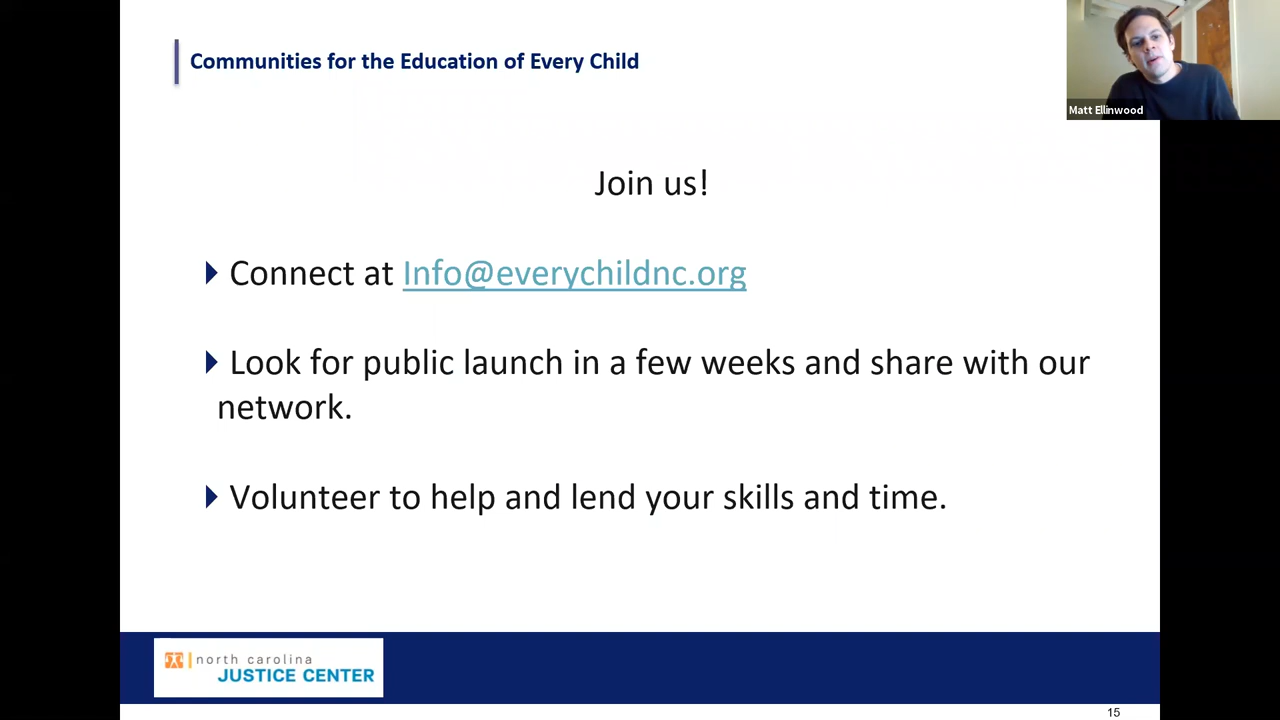 Communities for the Education of Every Child
Matt Ellinwood
Join us!
Connect at Info@everychildnc.org
Look for public launch in a few weeks and share with our
network.
Volunteer to help and lend your skills and time.
north carolina
JUSTICE CENTER
15